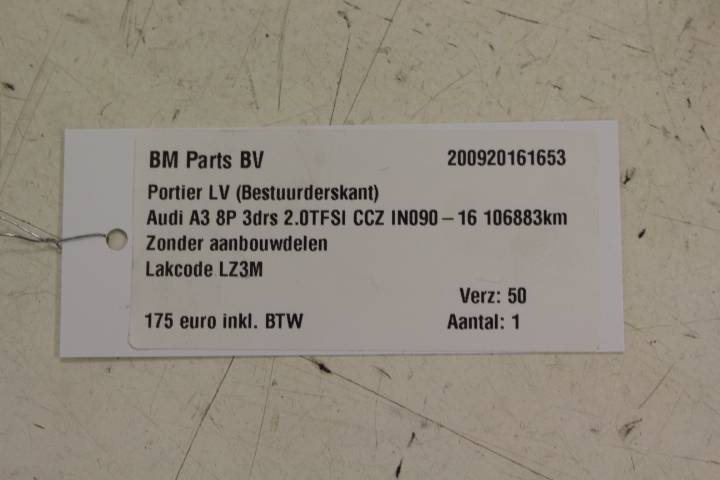 BM Parts BV 200920161653
Portier LV (Bestuurderskant)
Audi A3 8P 3drs 2.0TFSI CCZ IN090 – 16 106883km
Zonder aanbouwdelen
Lakcode LZ3M
Verz: 50
175 euro inkl. BTW Aantal: 1